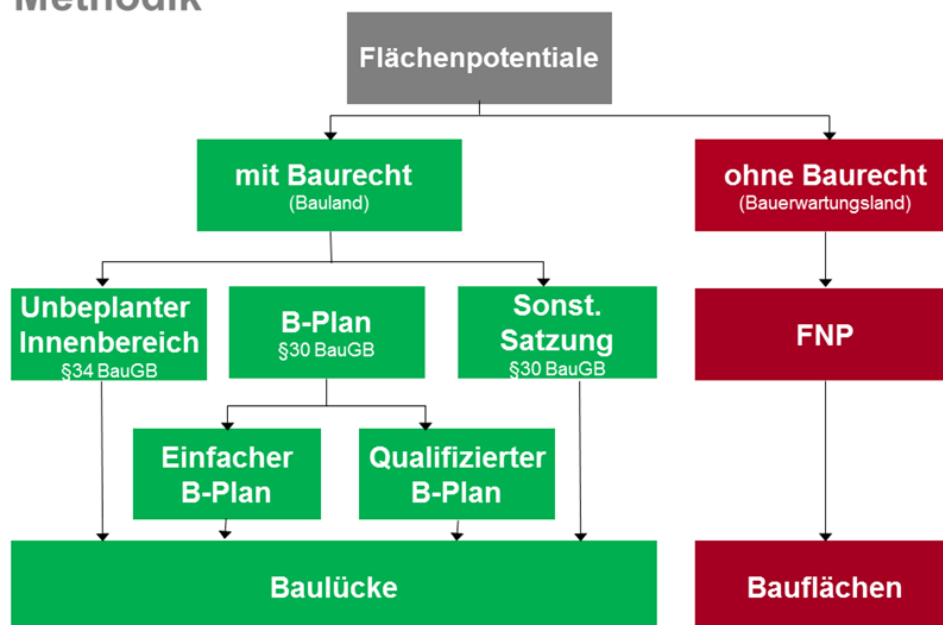 Methodik
Flächenpotentiale
mit Baurecht
(Bauland)
ohne Baurecht
(Bauerwartungsland)
Unbeplanter
Innenbereich
§34 BauGB
B-Plan
§30 BauGB
Sonst.
Satzung
§30 BauGB
FNP
Einfacher
B-Plan
Qualifizierter
B-Plan
Baulücke
Bauflächen